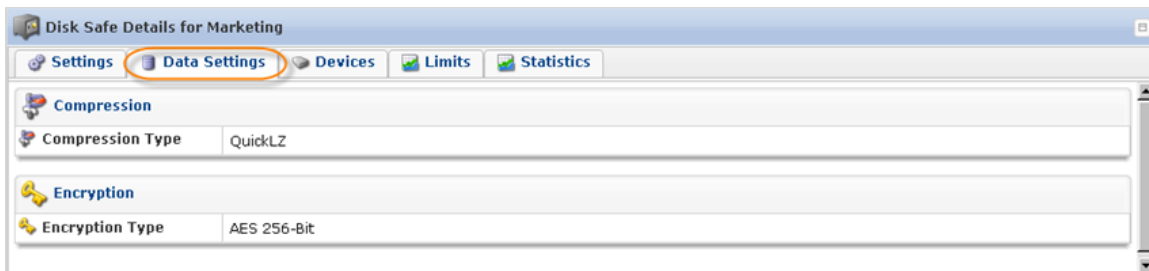 Disk Safe Details for Marketing
Settings Data Settings Devices Limits Statistics
Compression
Compression Type QuickLZ
Encryption
Encryption Type AES 256-Bit